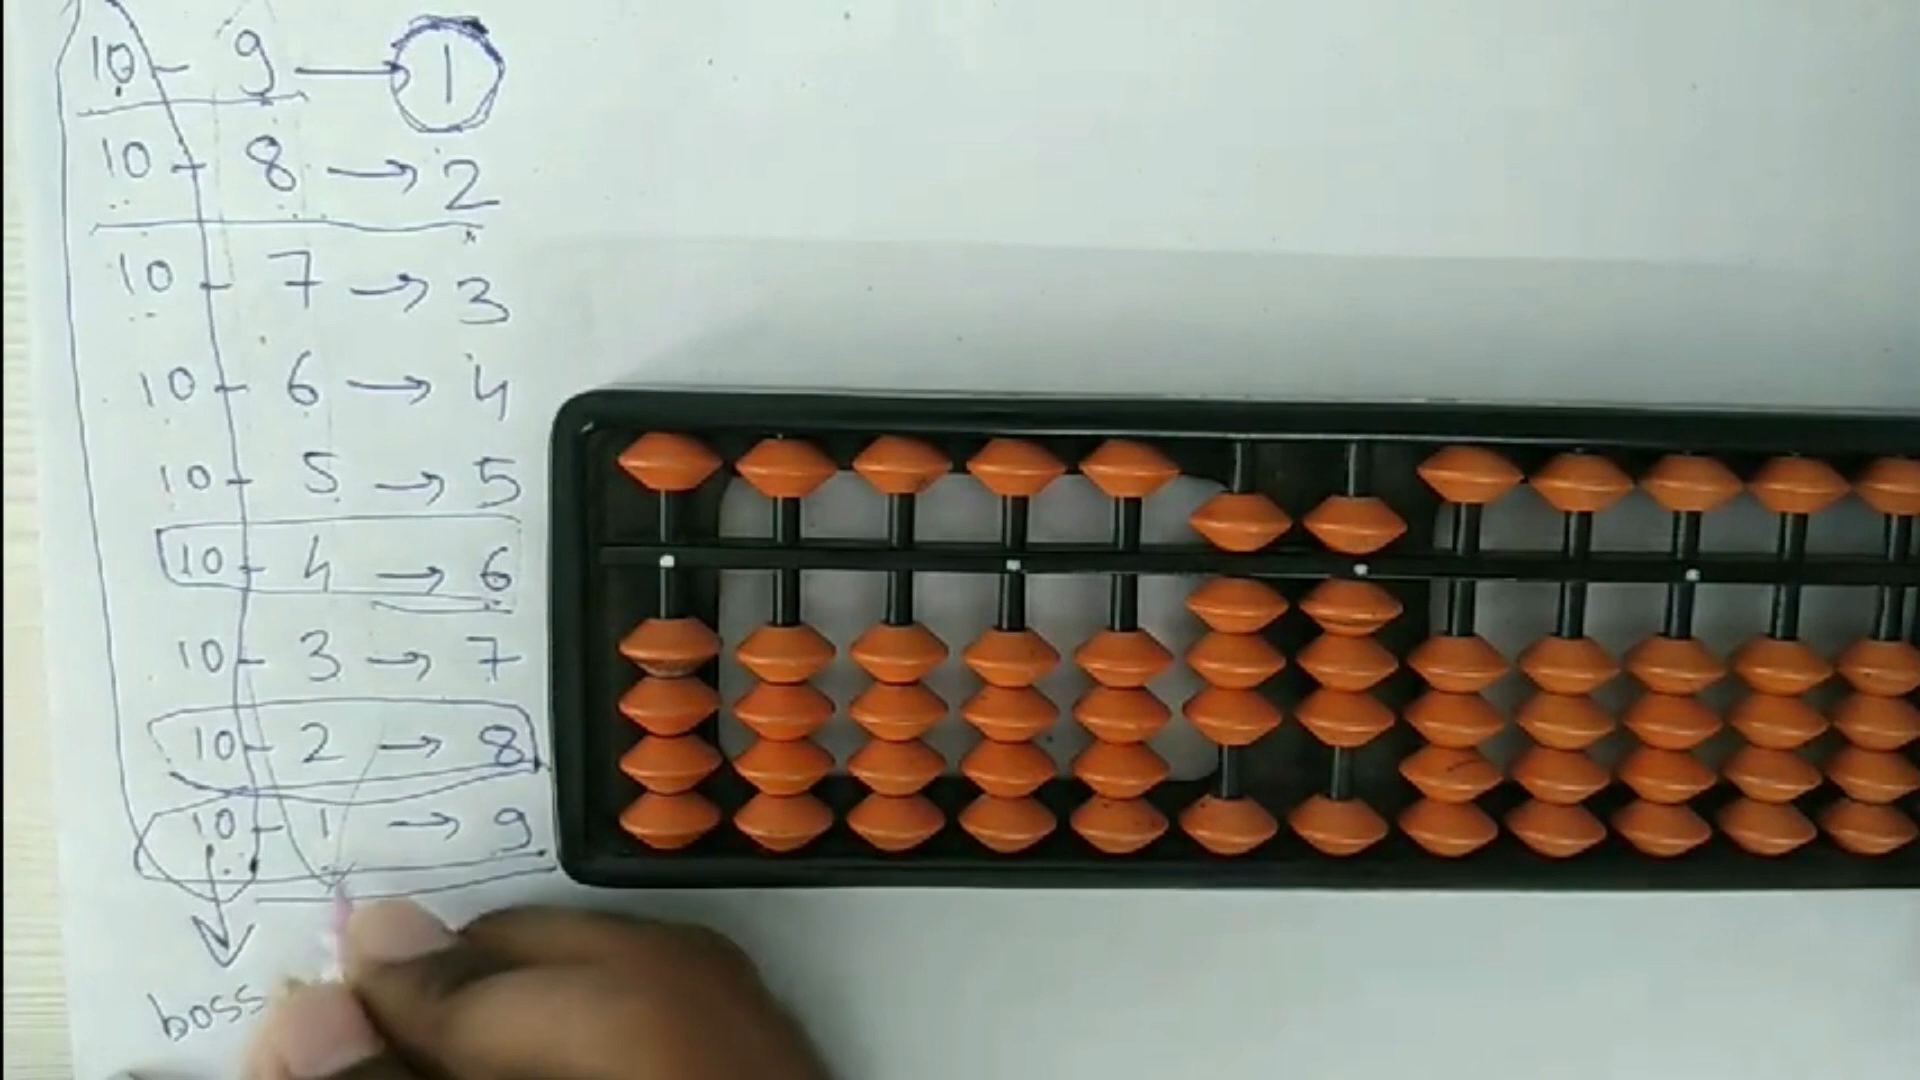 10 - 9 → 1
10 - 8 → 2
10 - 7 → 3
10 - 6 → 4
10 - 5 → 5
10 - 4 → 6
10 - 3 → 7
10 - 2 → 8
10 - 1 → 9
boss